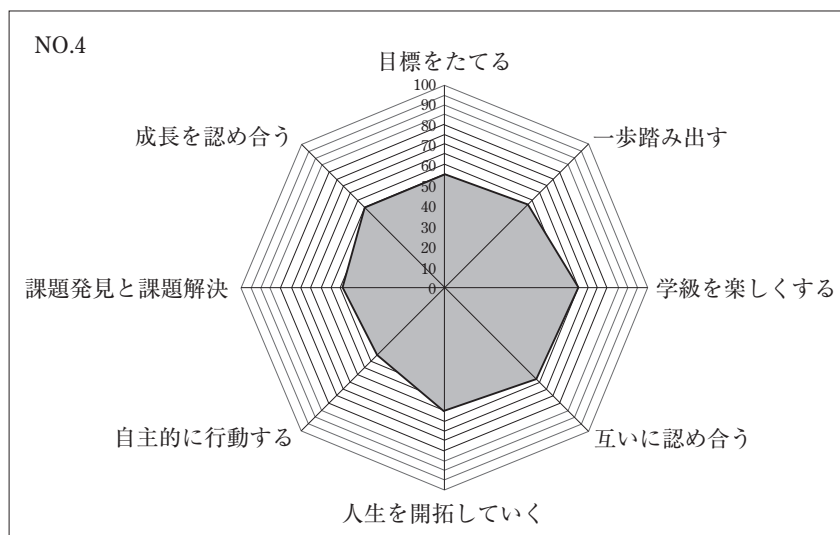 NO.4
目標をたてる
100
90
80
70
60
50
40
30
20
10
0
一歩踏み出す
学級を楽しくする
互いに認め合う
人生を開拓していく
自主的に行動する
課題発見と課題解決
成長を認め合う